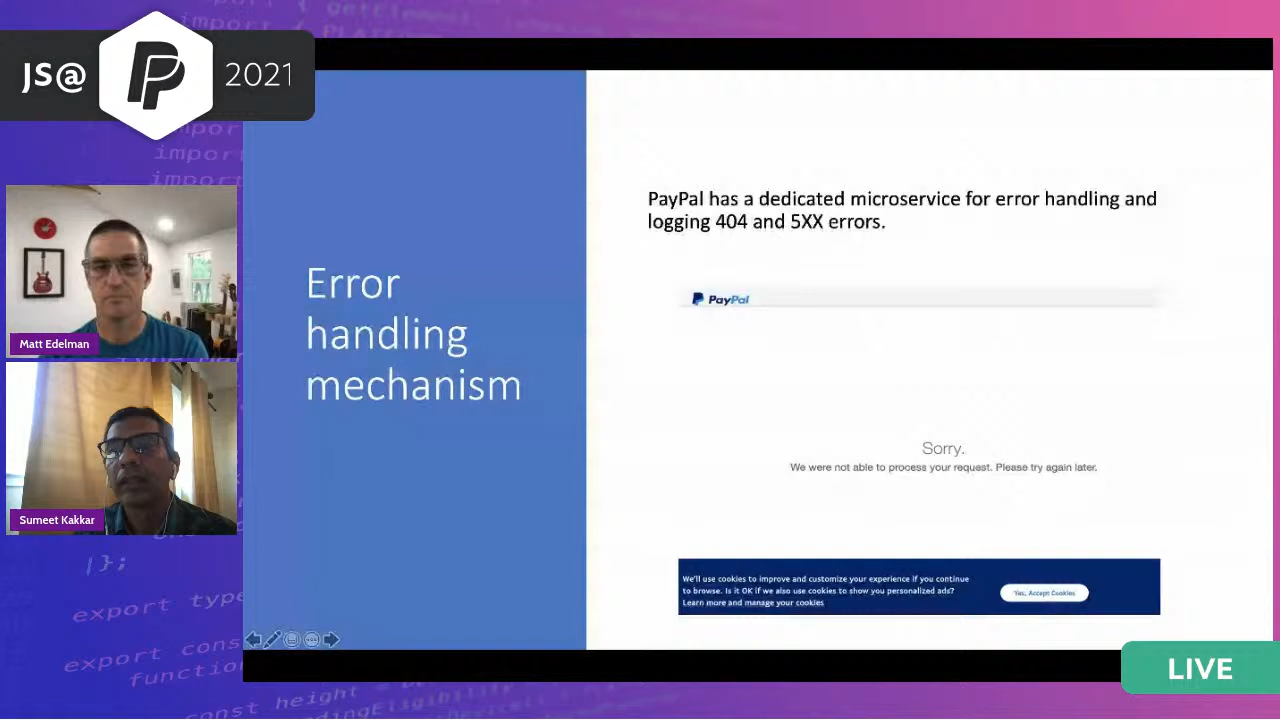 JS@
2021
import
import
import
Matt Edelman
Sumeet Kakkar
|};
export type
export cons
function
const height =
Error
handling
mechanism
PayPal has a dedicated microservice for error handling and
logging 404 and 5XX errors.
PayPal
Sorry.
We were not able to process your request. Please try again later.
We'll use cookies to improve and customize your experience if you continue
to browse. Is it OK if we also use cookies to show you personalized ads?
Learn more and manage your cookies
Yes, Accept Cookies
LIVE